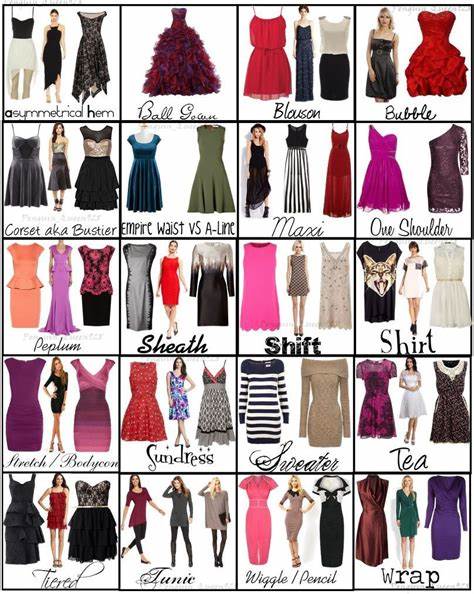 Asymmetrical Hem
Ball Gown
Blouson
Bubble
Corset aka Bustier
EMPIRE WAIST VS A-LINE
Maxi
One Shoulder
Peplum
Sheath
Shift
Shirt
Stretch / Bodycon
Sundress
Sweater
Tea
Tiered
Tunic
Wiggle / Pencil
Wrap